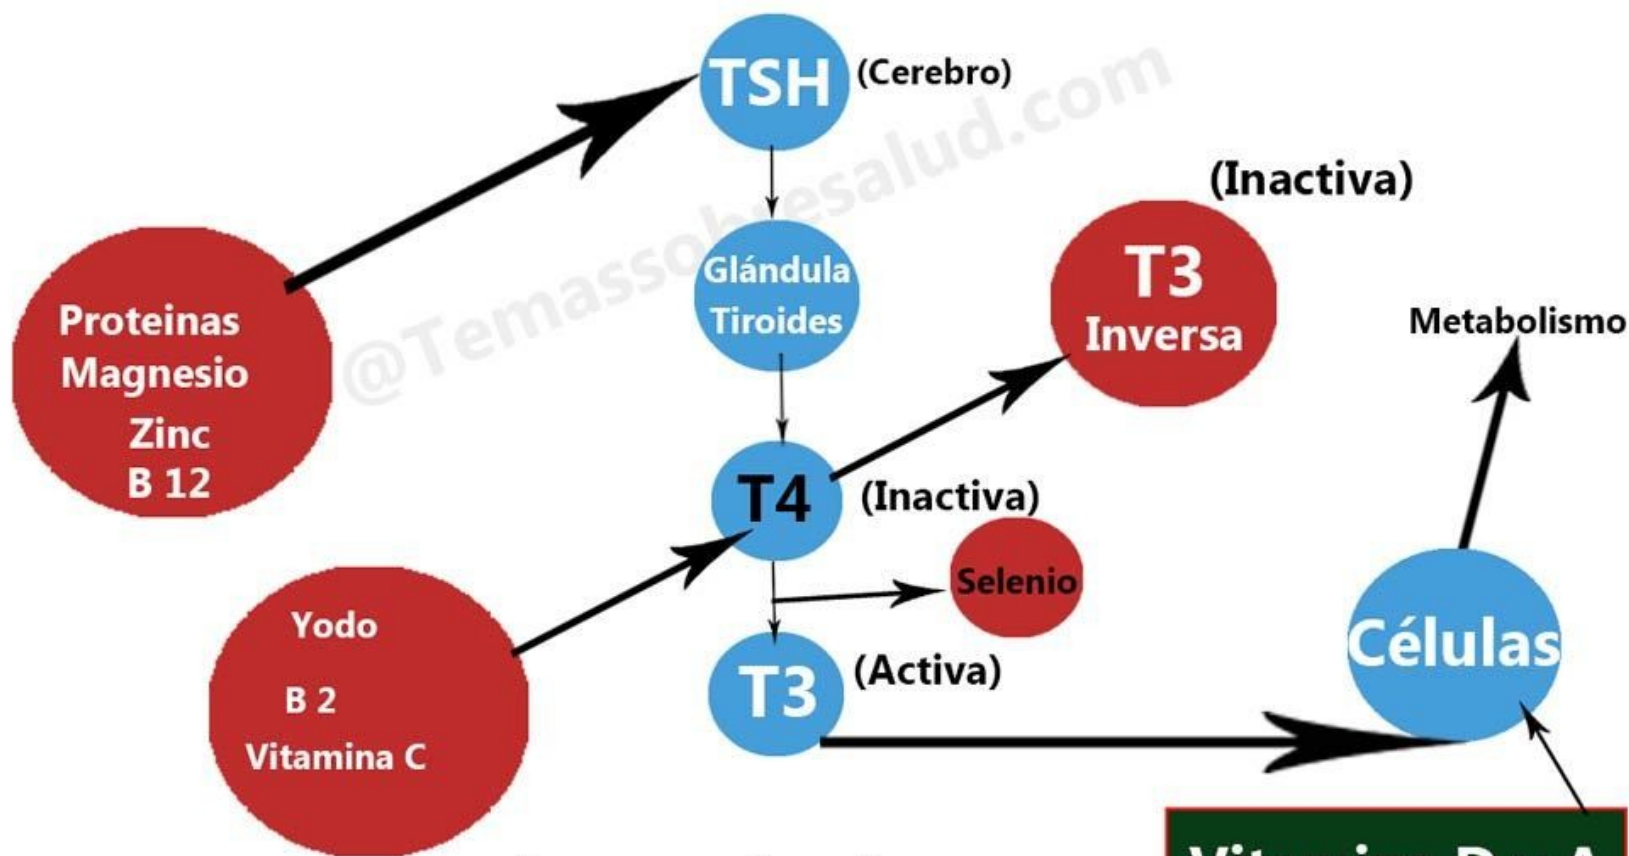 TSH (Cerebro)
@Temassobresalud.com
(Inactiva)
Glándula
Tiroides
T3
Inversa
Proteinas
Magnesio
Zinc
B 12
Metabolismo
T4 (Inactiva)
Selenio
Yodo
B 2
Vitamina C
T3 (Activa)
Células